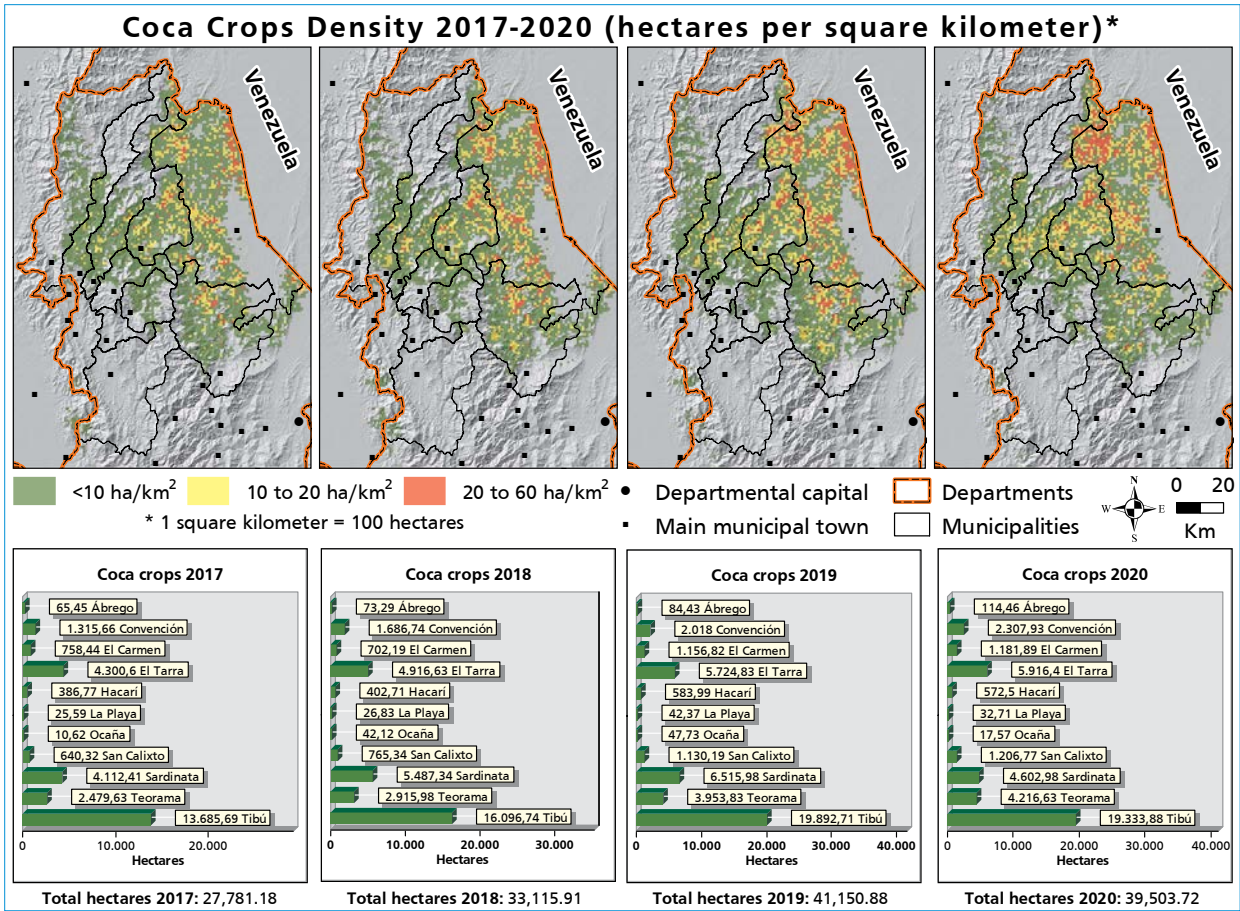 Coca Crops Density 2017-2020 (hectares per square kilometer)*
Venezuela
Venezuela
Venezuela
Venezuela
<10 ha/km²
10 to 20 ha/km²
20 to 60 ha/km²
Departmental capital
Departments
* 1 square kilometer = 100 hectares
Main municipal town
Municipalities
N
W E
S
0 20
Km
Coca crops 2017
65,45 Ábrego
1.315,66 Convención
758,44 El Carmen
4.300,6 El Tarra
386,77 Hacarí
25,59 La Playa
10,62 Ocaña
640,32 San Calixto
4.112,41 Sardinata
2.479,63 Teorama
13.685,69 Tibú
0 10.000 20.000
Hectares
Total hectares 2017: 27,781.18
Coca crops 2018
73,29 Ábrego
1.686,74 Convención
702,19 El Carmen
4.916,63 El Tarra
402,71 Hacarí
26,83 La Playa
42,12 Ocaña
765,34 San Calixto
5.487,34 Sardinata
2.915,98 Teorama
16.096,74 Tibú
0 10.000 20.000 30.000
Hectares
Total hectares 2018: 33,115.91
Coca crops 2019
84,43 Ábrego
2.018 Convención
1.156,82 El Carmen
5.724,83 El Tarra
583,99 Hacarí
42,37 La Playa
47,73 Ocaña
1.130,19 San Calixto
6.515,98 Sardinata
3.953,83 Teorama
19.892,71 Tibú
0 10.000 20.000 30.000 40.000
Hectares
Total hectares 2019: 41,150.88
Coca crops 2020
114,46 Ábrego
2.307,93 Convención
1.181,89 El Carmen
5.916,4 El Tarra
572,5 Hacarí
32,71 La Playa
17,57 Ocaña
1.206,77 San Calixto
4.602,98 Sardinata
4.216,63 Teorama
19.333,88 Tibú
0 10.000 20.000 30.000 40.000
Hectares
Total hectares 2020: 39,503.72